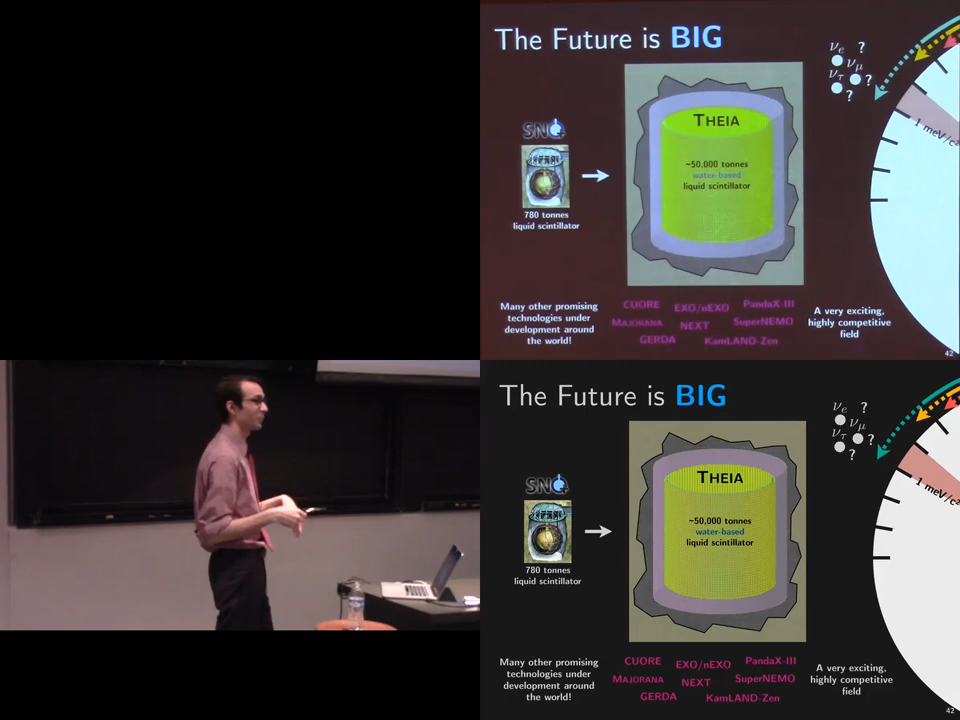 The Future is BIG
νe ?
νμ
ντ ?
?
THEIA
~50,000 tonnes
water-based
liquid scintillator
SNO
780 tonnes
liquid scintillator
1 meV/c²
Many other promising
technologies under
development around
the world!
CUORE EXO/nEXO PandaX-III
MAJORANA NEXT SuperNEMO
GERDA KamLAND-Zen
A very exciting,
highly competitive
field
42
The Future is BIG
νe ?
νμ
ντ ?
?
THEIA
~50,000 tonnes
water-based
liquid scintillator
SNO
780 tonnes
liquid scintillator
1 meV/c²
Many other promising
technologies under
development around
the world!
CUORE EXO/nEXO PandaX-III
MAJORANA NEXT SuperNEMO
GERDA KamLAND-Zen
A very exciting,
highly competitive
field
42